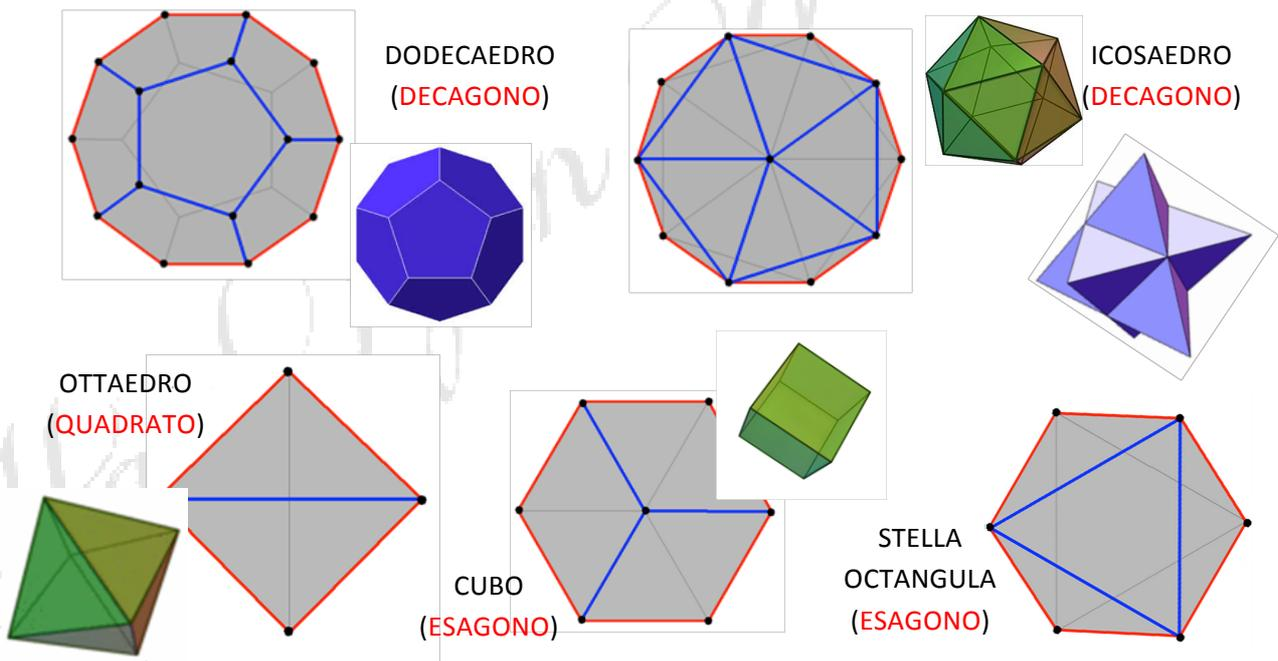 DODECAEDRO
(DECAGONO)
ICOSAEDRO
(DECAGONO)
OTTAEDRO
(QUADRATO)
CUBO
(ESAGONO)
STELLA
OCTANGULA
(ESAGONO)